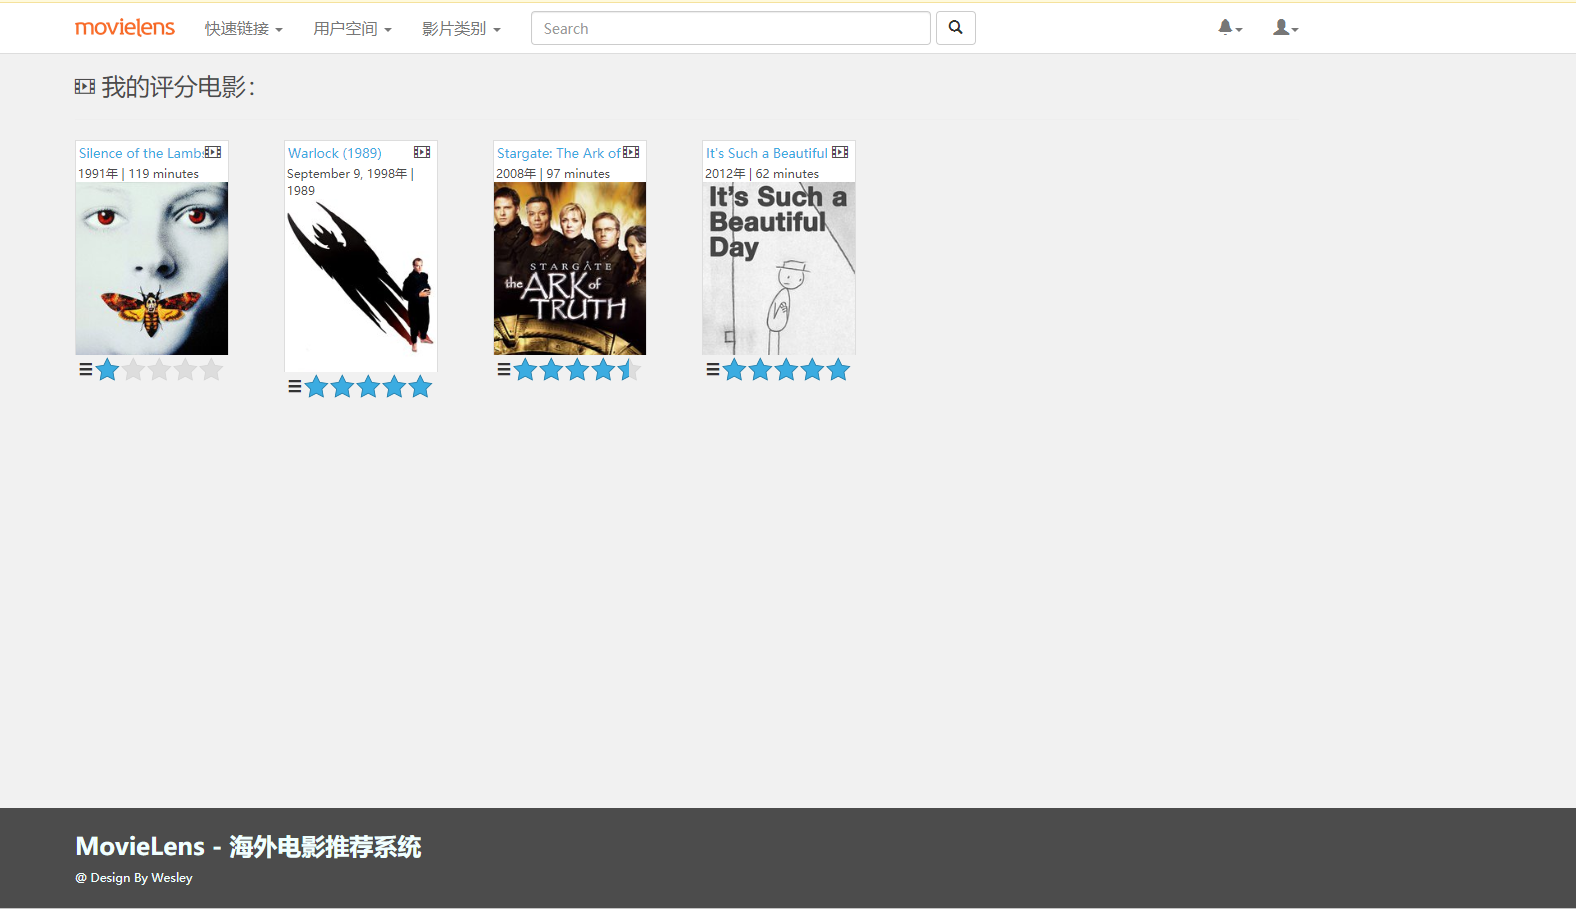 movielens 快速链接 用户空间 影片类别 Search
我的评分电影：
Silence of the Lambs
1991年 | 119 minutes
Warlock (1989)
September 9, 1998年 |
1989
Stargate: The Ark of
2008年 | 97 minutes
STARGATE
the ARK of
TRUTH
It's Such a Beautiful
2012年 | 62 minutes
It's Such a
Beautiful
Day
MovieLens - 海外电影推荐系统
@ Design By Wesley